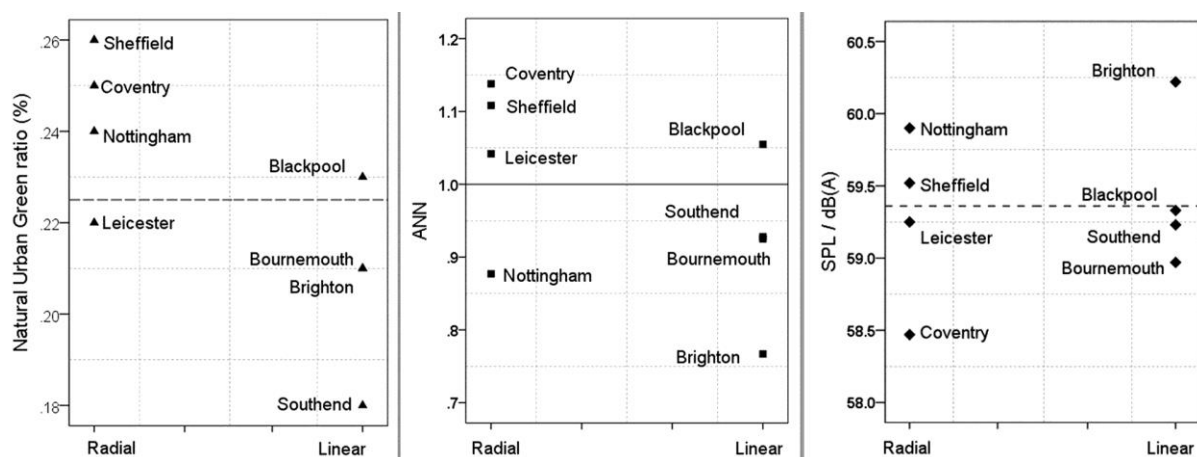 Natural Urban Green ratio (%)
.26
.24
.22
.20
.18
Sheffield
Coventry
Nottingham
Blackpool
Leicester
Bournemouth
Brighton
Southend
Radial
Linear
ANN
1.2
1.1
1.0
.9
.8
.7
Coventry
Sheffield
Blackpool
Leicester
Southend
Bournemouth
Nottingham
Brighton
Radial
Linear
SPL / dB(A)
60.5
60.0
59.5
59.0
58.5
58.0
Brighton
Nottingham
Sheffield
Blackpool
Leicester
Southend
Bournemouth
Coventry
Radial
Linear